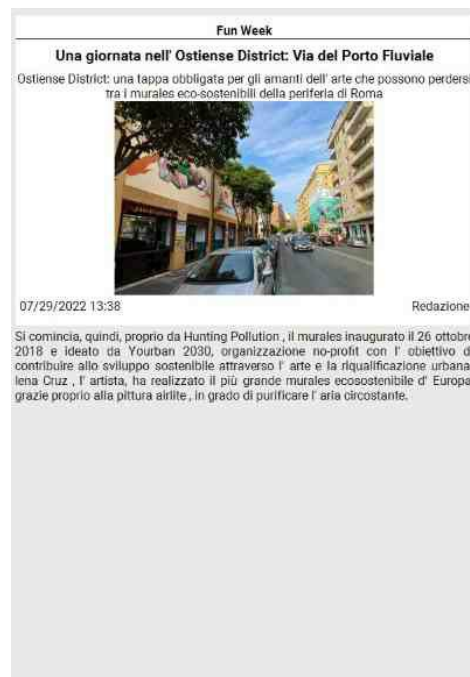 Fun Week
Una giornata nell' Ostiense District: Via del Porto Fluviale
Ostiense District: una tappa obbligata per gli amanti dell' arte che possono perdersi
tra i murales eco-sostenibili della periferia di Roma
07/29/2022 13:38
Redazione
Si comincia, quindi, proprio da Hunting Pollution , il murales inaugurato il 26 ottobre
2018 e ideato da Yourban 2030, organizzazione no-profit con l' obiettivo d
contribuire allo sviluppo sostenibile attraverso l' arte e la riqualificazione urbana
Iena Cruz , l' artista, ha realizzato il più grande murales ecosostenibile d' Europa
grazie proprio alla pittura airlite , in grado di purificare l' aria circostante.